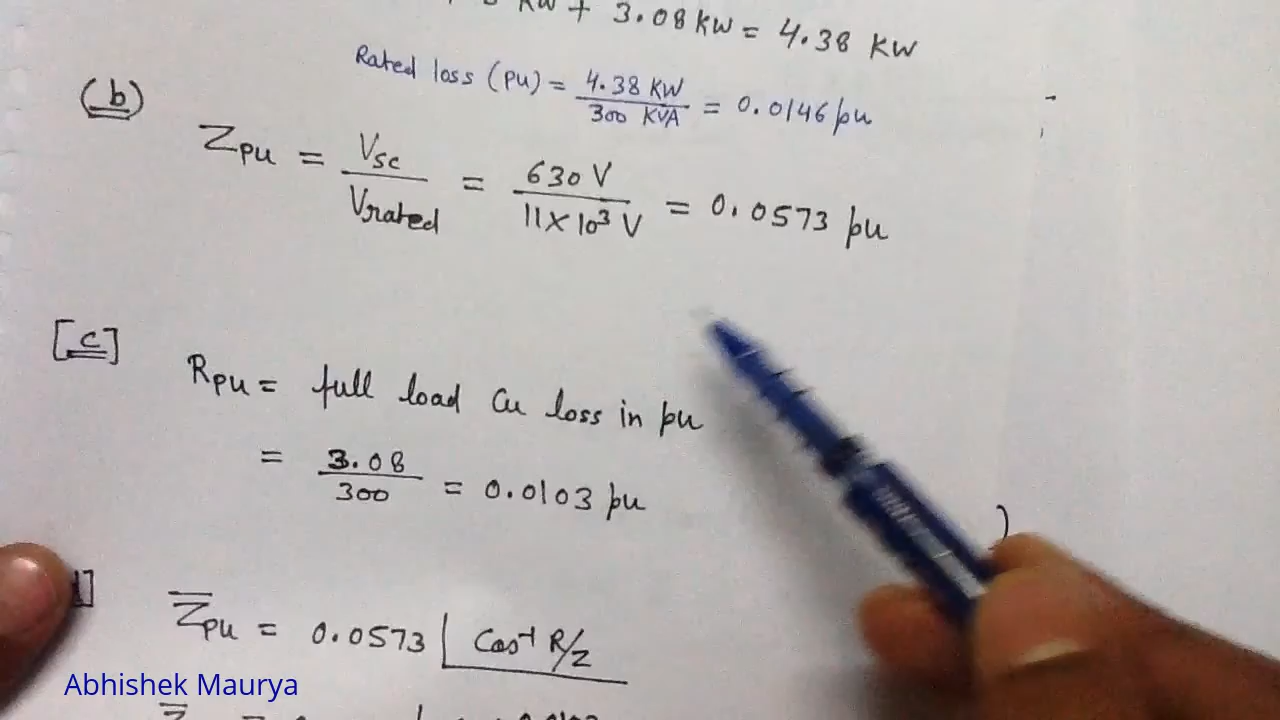 KW + 3.08 KW = 4.38 KW
Rated loss (pu) = 4.38 KW / 300 KVA = 0.0146 pu
(b)
Zpu = Vsc / Vrated = 630 V / 11 × 10³ V = 0.0573 pu
[c]
Rpu = full load Cu loss in pu
= 3.08 / 300 = 0.0103 pu
Z̅pu = 0.0573 ∠ Cos⁻¹ R/Z
Abhishek Maurya